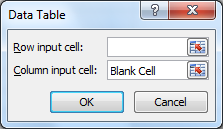 Data Table
?
Row input cell:
Column input cell: Blank Cell
OK Cancel